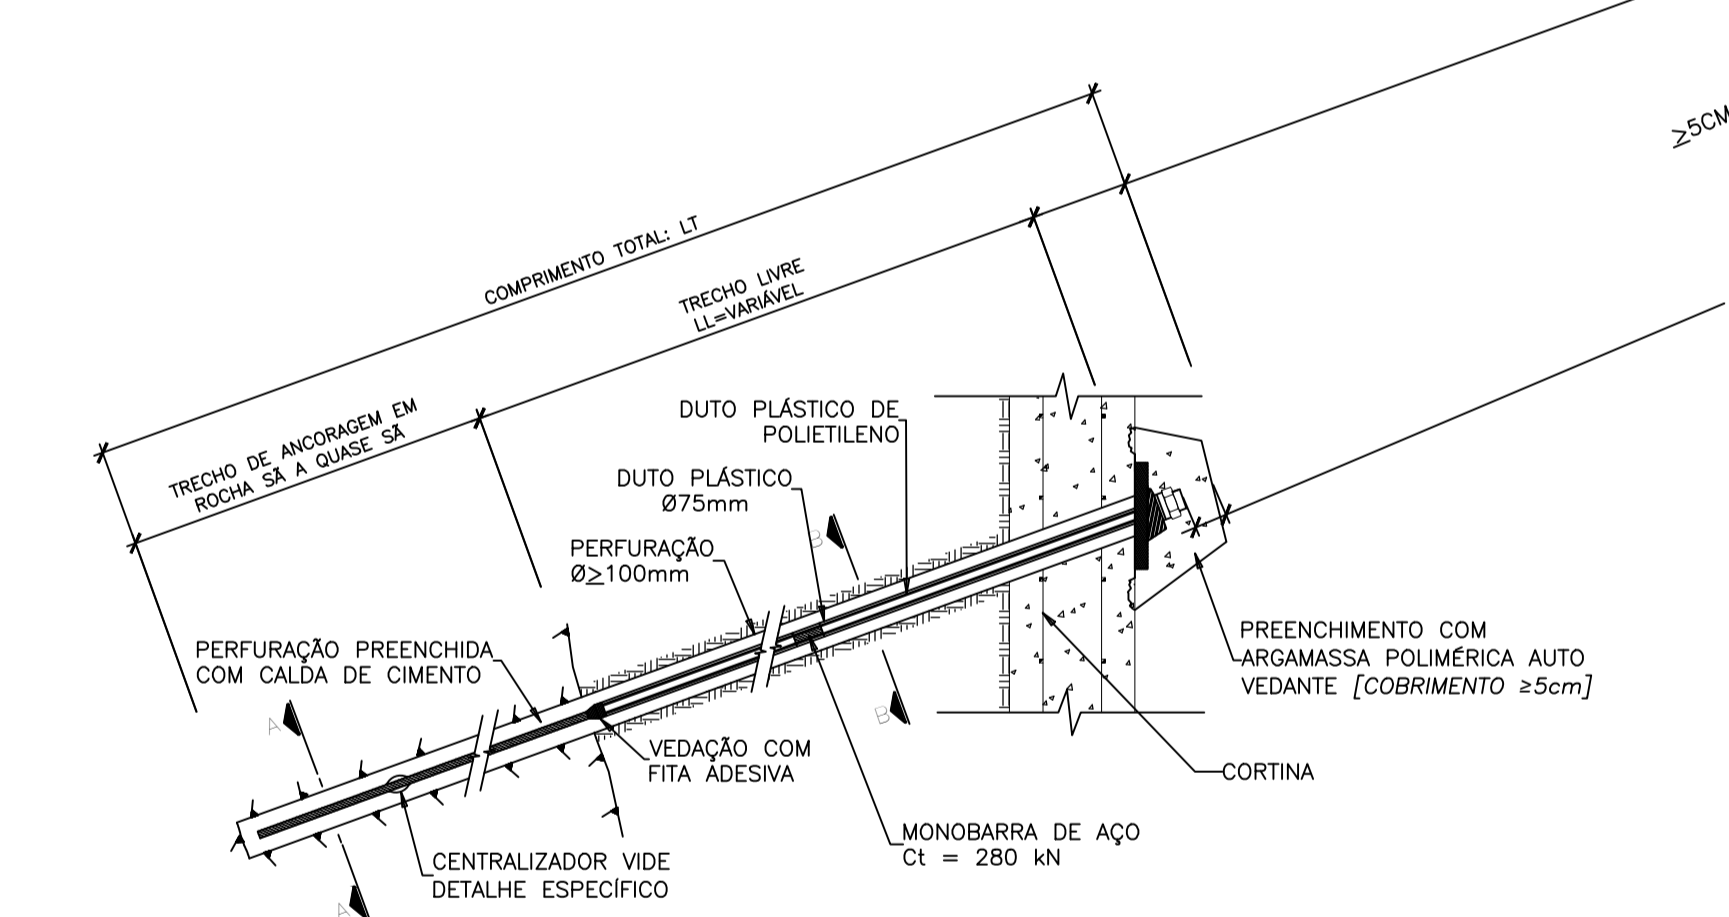 ≥5CM
COMPRIMENTO TOTAL: LT
TRECHO LIVRE
LL=VARIÁVEL
TRECHO DE ANCORAGEM EM
ROCHA SÃ A QUASE SÃ
DUTO PLÁSTICO DE
POLIETILENO
DUTO PLÁSTICO
Ø75mm
B
PERFURAÇÃO
Ø≥100mm
PERFURAÇÃO PREENCHIDA
COM CALDA DE CIMENTO
PREENCHIMENTO COM
ARGAMASSA POLIMÉRICA AUTO
VEDANTE [COBRIMENTO ≥5cm]
A
B
VEDAÇÃO COM
FITA ADESIVA
CORTINA
MONOBARRA DE AÇO
Ct = 280 kN
CENTRALIZADOR VIDE
DETALHE ESPECÍFICO
A